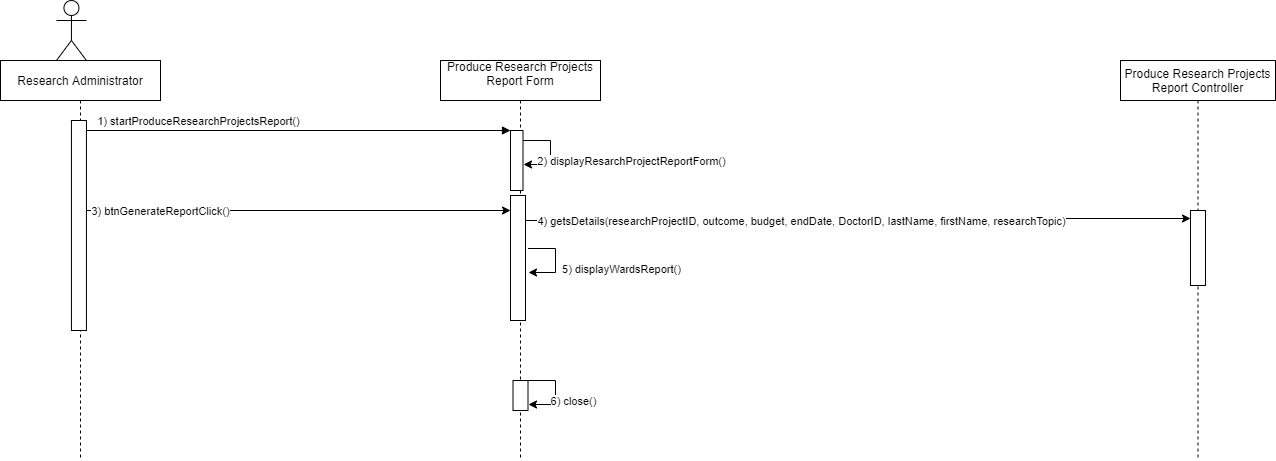 Research Administrator
Produce Research Projects
Report Form
Produce Research Projects
Report Controller
1) startProduceResearchProjectsReport()
2) displayResarchProjectReportForm()
3) btnGenerateReportClick()
4) getsDetails(researchProjectID, outcome, budget, endDate, DoctorID, lastName, firstName, researchTopic)
5) displayWardsReport()
6) close()